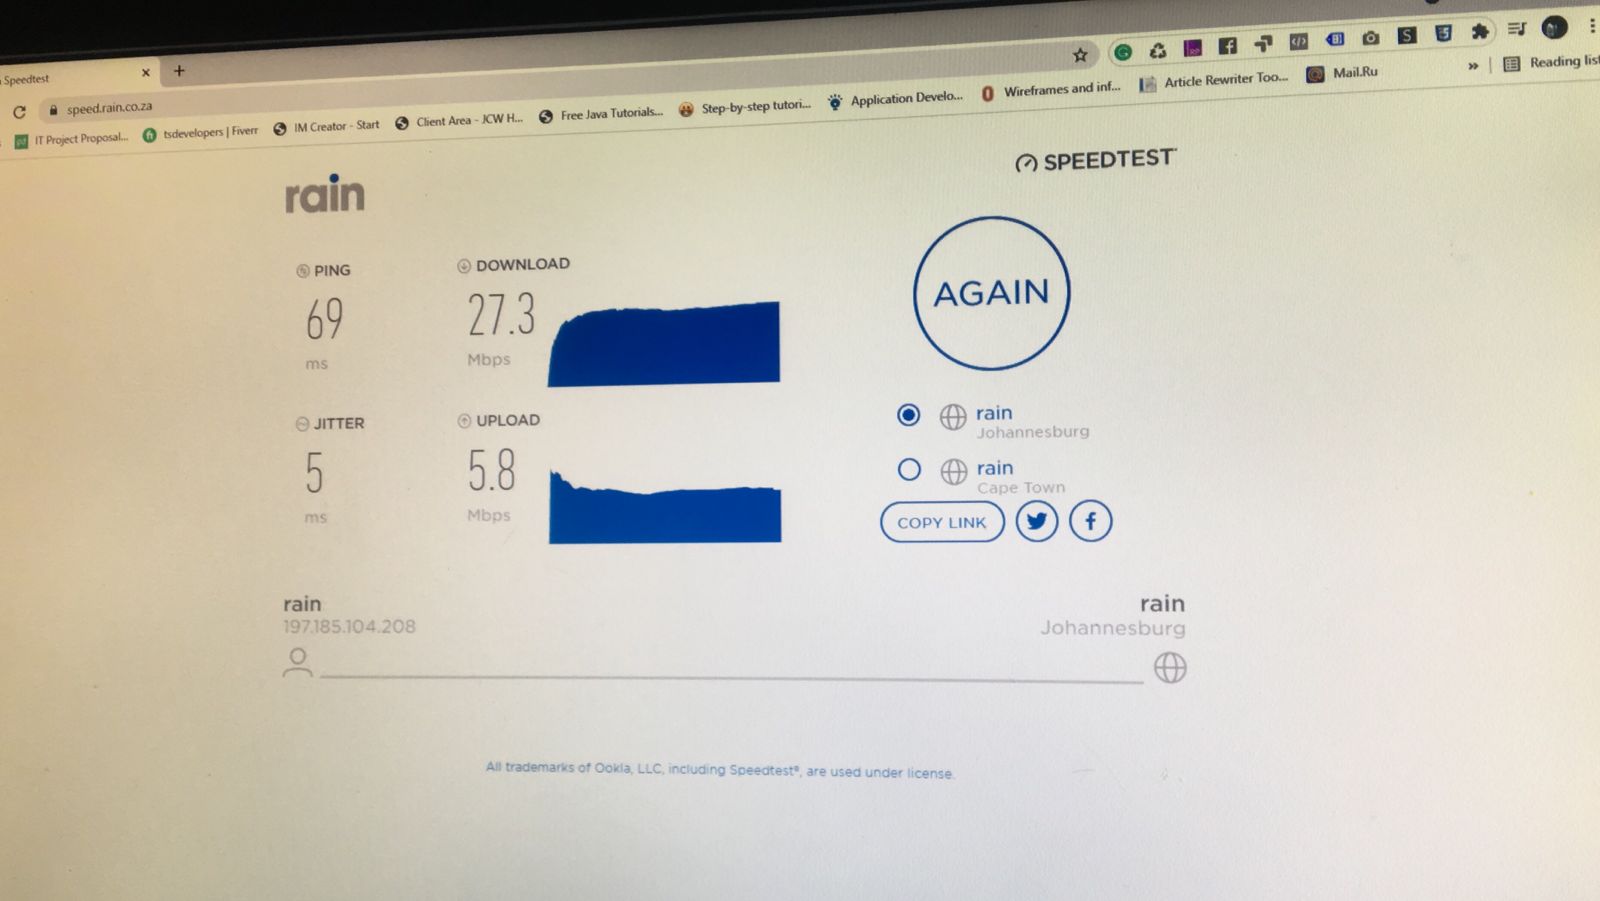 Speedtest
speed.rain.co.za
IT Project Proposal...
tsdevelopers | Fiverr
IM Creator - Start
Client Area - JCW H...
Free Java Tutorials...
Step-by-step tutori...
Application Develo...
Wireframes and inf...
Article Rewriter Too...
Mail.Ru
»
Reading list
rain
SPEEDTEST
PING
69
ms
DOWNLOAD
27.3
Mbps
AGAIN
JITTER
5
ms
UPLOAD
5.8
Mbps
rain
Johannesburg
rain
Cape Town
COPY LINK
rain
197.185.104.208
rain
Johannesburg
All trademarks of Ookla, LLC, including Speedtest®, are used under license.